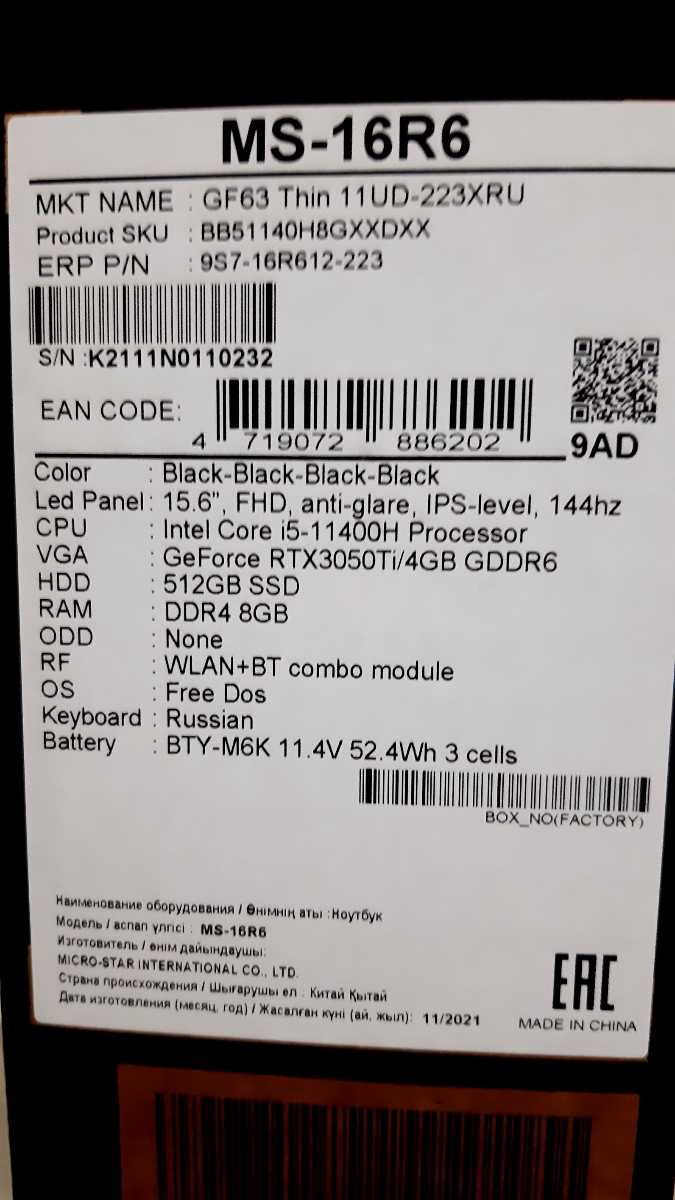 MS-16R6
MKT NAME : GF63 Thin 11UD-223XRU
Product SKU : BB51140H8GXXDXX
ERP P/N : 9S7-16R612-223
S/N :K2111N0110232
EAN CODE: 4 719072 886202
9AD
Color : Black-Black-Black-Black
Led Panel : 15.6", FHD, anti-glare, IPS-level, 144hz
CPU : Intel Core i5-11400H Processor
VGA : GeForce RTX3050Ti/4GB GDDR6
HDD : 512GB SSD
RAM : DDR4 8GB
ODD : None
RF : WLAN+BT combo module
OS : Free Dos
Keyboard : Russian
Battery : BTY-M6K 11.4V 52.4Wh 3 cells
BOX_NO(FACTORY)
Наименование оборудования / Өнімнің аты :Ноутбук
Модель / аспап үлгісі : MS-16R6
Изготовитель / өнім дайындаушы:
MICRO-STAR INTERNATIONAL CO., LTD.
Страна происхождения / Шығарушы ел : Китай Қытай
Дата изготовления (месяц, год) / Жасалған күні (ай, жыл): 11/2021
EAC
MADE IN CHINA